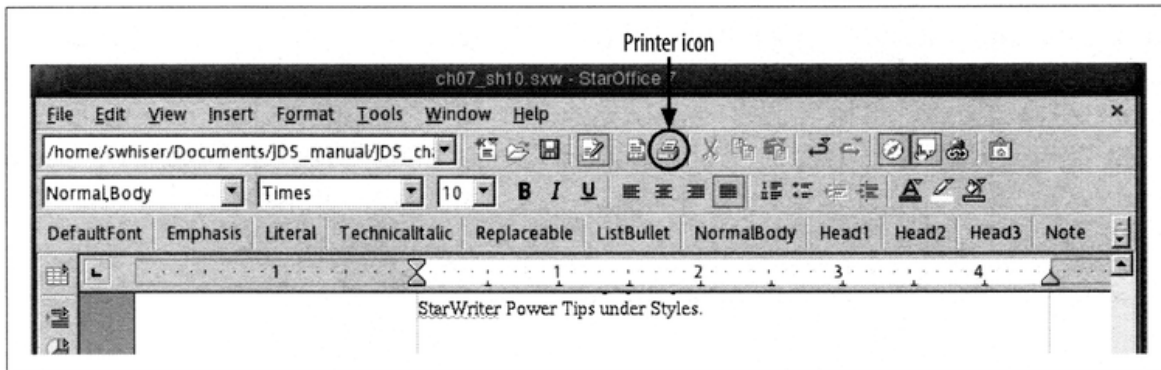 Printer icon
ch07_sh10.sxw - StarOffice 7
File Edit View Insert Format Tools Window Help
/home/swhiser/Documents/JDS_manual/JDS_ch
Normal,Body Times 10 B I U A
DefaultFont Emphasis Literal TechnicalItalic Replaceable ListBullet NormalBody Head1 Head2 Head3 Note
1 1 2 3 4
StarWriter Power Tips under Styles.